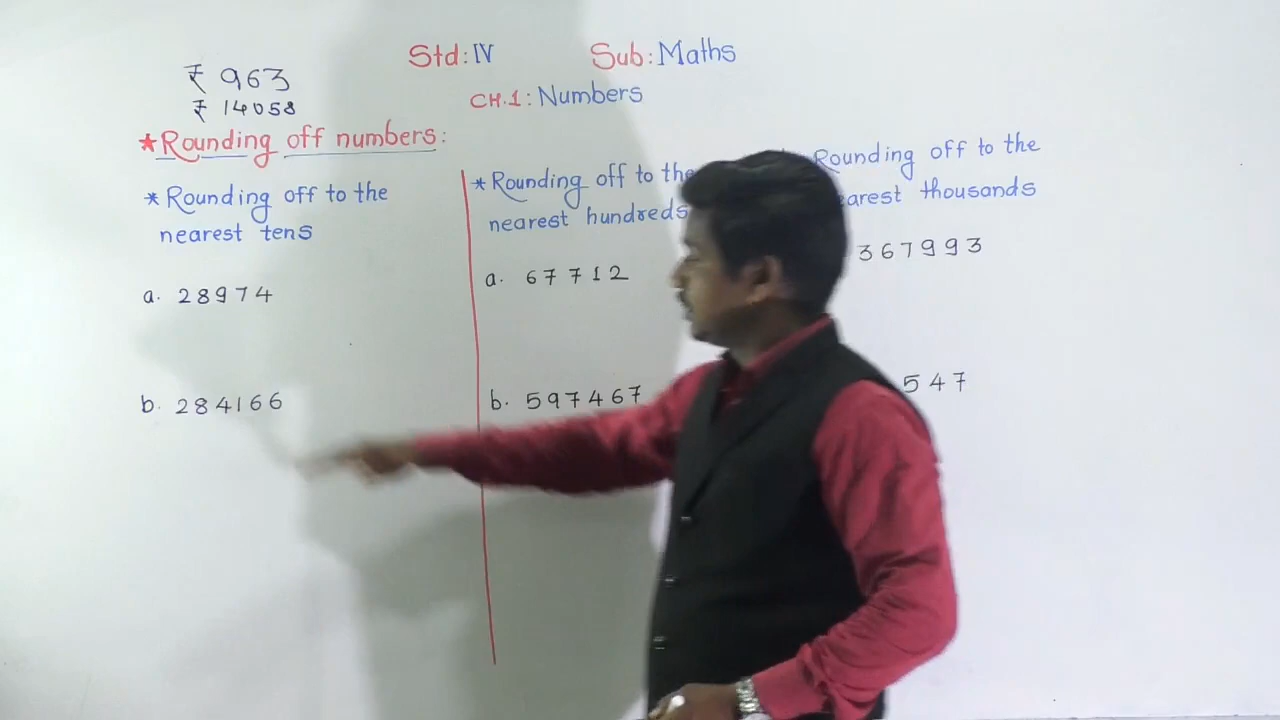 Std: IV Sub: Maths
₹ 963
₹ 14058
CH.1: Numbers
*Rounding off numbers:
* Rounding off to the
nearest tens
a. 28974
b. 284166
* Rounding off to the
nearest hundreds
a. 67712
b. 597467
Rounding off to the
earest thousands
367993
547